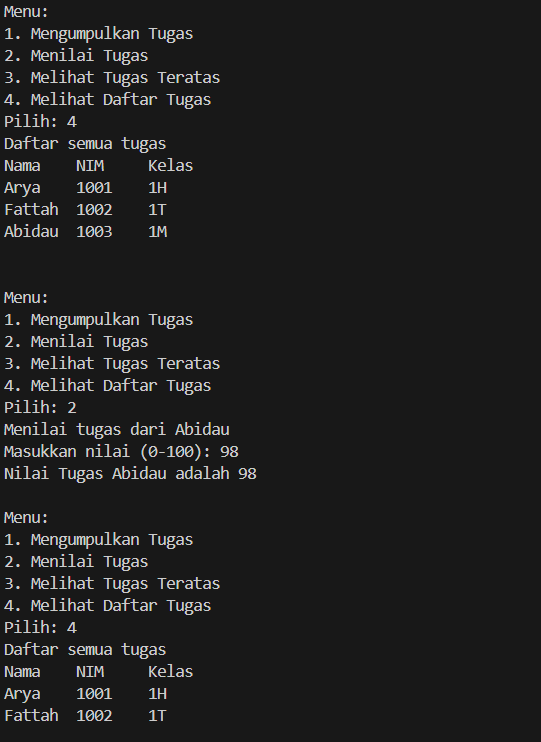 Menu:
1. Mengumpulkan Tugas
2. Menilai Tugas
3. Melihat Tugas Teratas
4. Melihat Daftar Tugas
Pilih: 4
Daftar semua tugas
Nama    NIM     Kelas
Arya    1001    1H
Fattah  1002    1T
Abidau  1003    1M
Menu:
1. Mengumpulkan Tugas
2. Menilai Tugas
3. Melihat Tugas Teratas
4. Melihat Daftar Tugas
Pilih: 2
Menilai tugas dari Abidau
Masukkan nilai (0-100): 98
Nilai Tugas Abidau adalah 98
Menu:
1. Mengumpulkan Tugas
2. Menilai Tugas
3. Melihat Tugas Teratas
4. Melihat Daftar Tugas
Pilih: 4
Daftar semua tugas
Nama    NIM     Kelas
Arya    1001    1H
Fattah  1002    1T